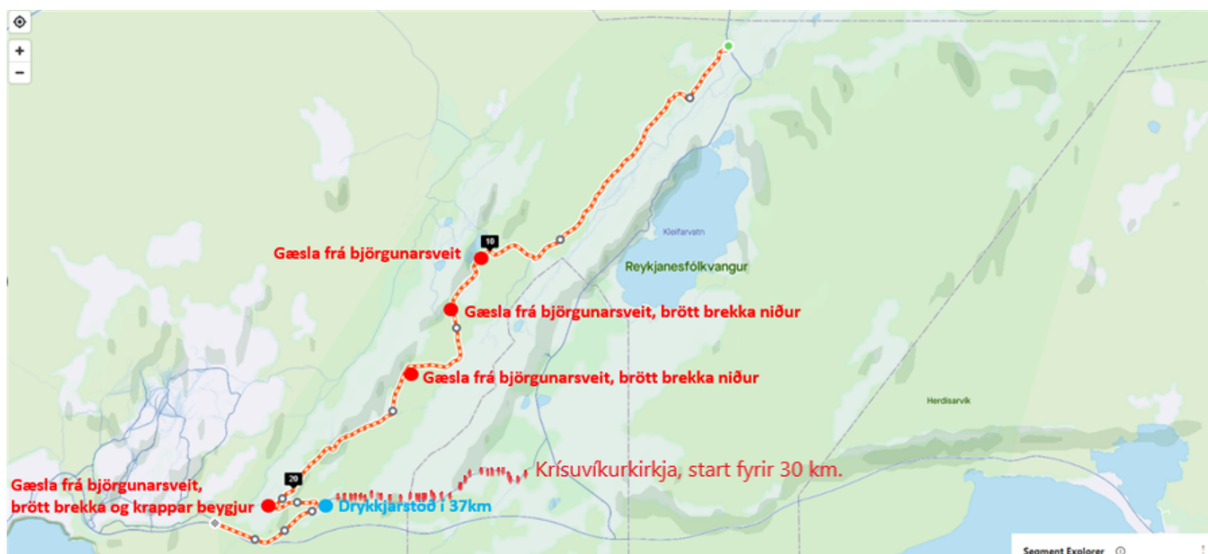 +
−
Kleifarvatn
10
Gæsla frá björgunarsveit
Reykjanesfólkvangur
Gæsla frá björgunarsveit, brött brekka niður
Gæsla frá björgunarsveit, brött brekka niður
Herdísarvík
Krísuvíkurkirkja, start fyrir 30 km.
20
Gæsla frá björgunarsveit,
brött brekka og krappar beygjur
Drykkjarstöð í 37km
Segment Explorer